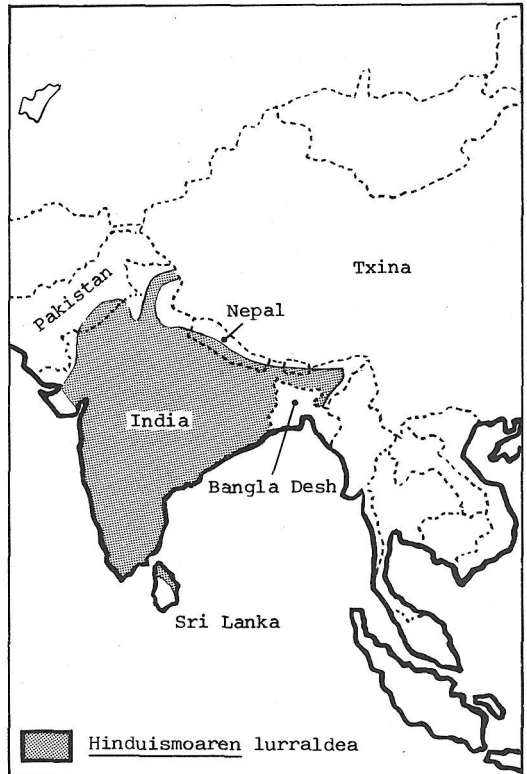 Txina
Pakistan
Nepal
India
Bangla Desh
Sri Lanka
Hinduismoaren lurraldea